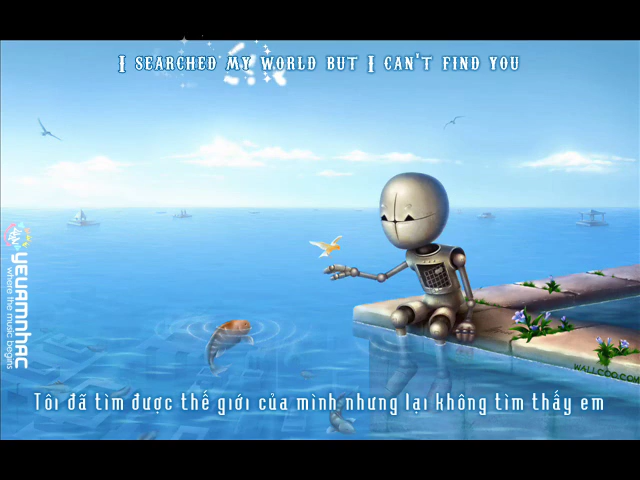 I SEARCHED MY WORLD BUT I CAN'T FIND YOU
YEUAMNHAC
where the music begins
WALLCOO.COM
Tôi đã tìm được thế giới của mình nhưng lại không tìm thấy em